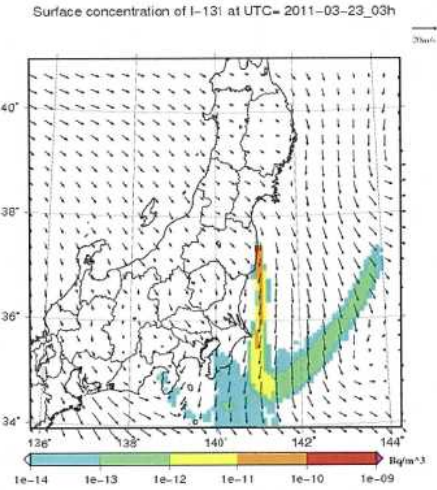 Surface concentration of I-131 at UTC= 2011-03-23_03h
20m/s
40°
38°
36°
34°
136° 138° 140° 142° 144°
Bq/m^3
1e-14 1e-13 1e-12 1e-11 1e-10 1e-09